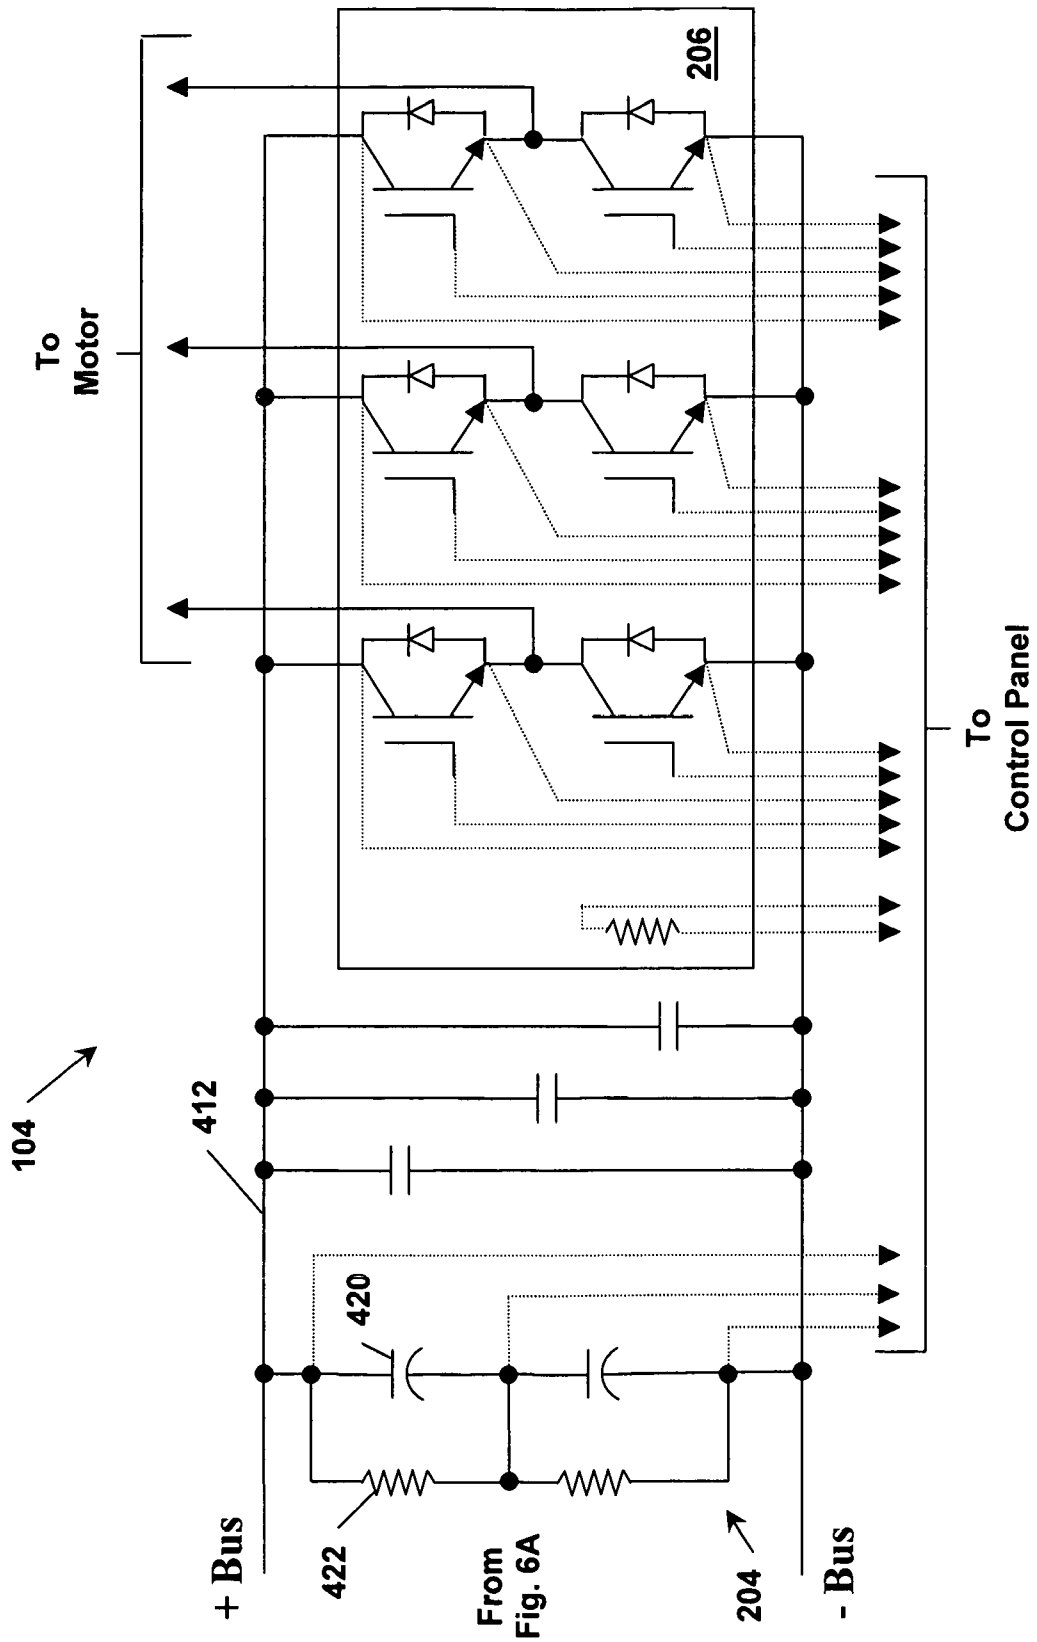 104
To
Motor
412
206
+ Bus
420
422
From
Fig. 6A
204
- Bus
To
Control Panel